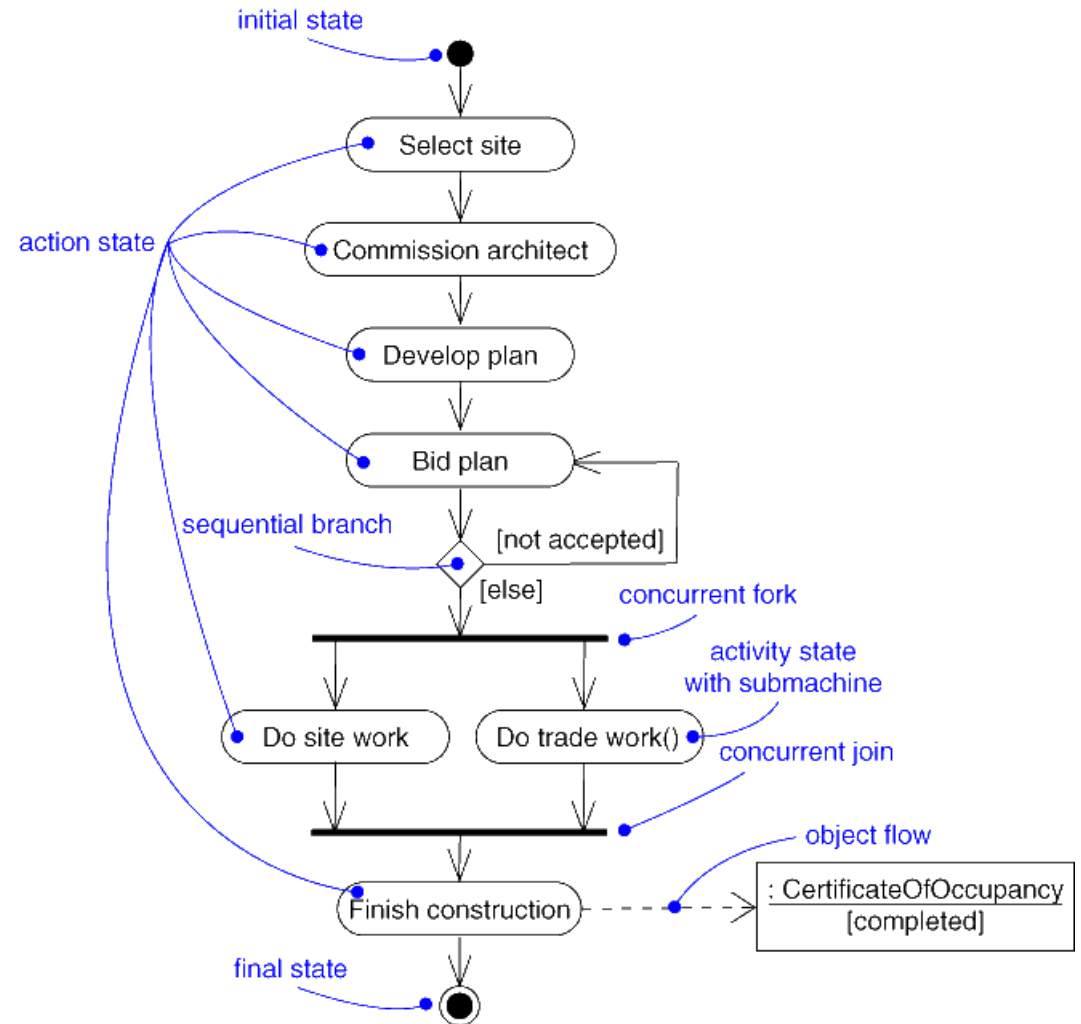 initial state
Select site
action state
Commission architect
Develop plan
Bid plan
sequential branch
[not accepted]
[else]
concurrent fork
activity state
with submachine
Do site work
Do trade work()
concurrent join
object flow
: CertificateOfOccupancy
[completed]
Finish construction
final state